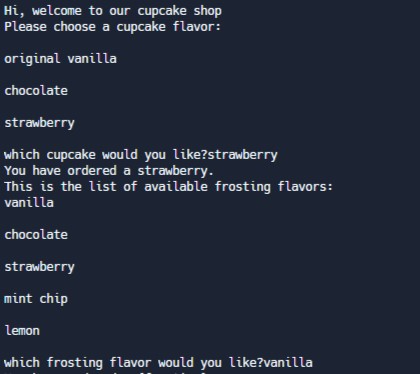 Hi, welcome to our cupcake shop
Please choose a cupcake flavor:
original vanilla
chocolate
strawberry
which cupcake would you like?strawberry
You have ordered a strawberry.
This is the list of available frosting flavors:
vanilla
chocolate
strawberry
mint chip
lemon
which frosting flavor would you like?vanilla